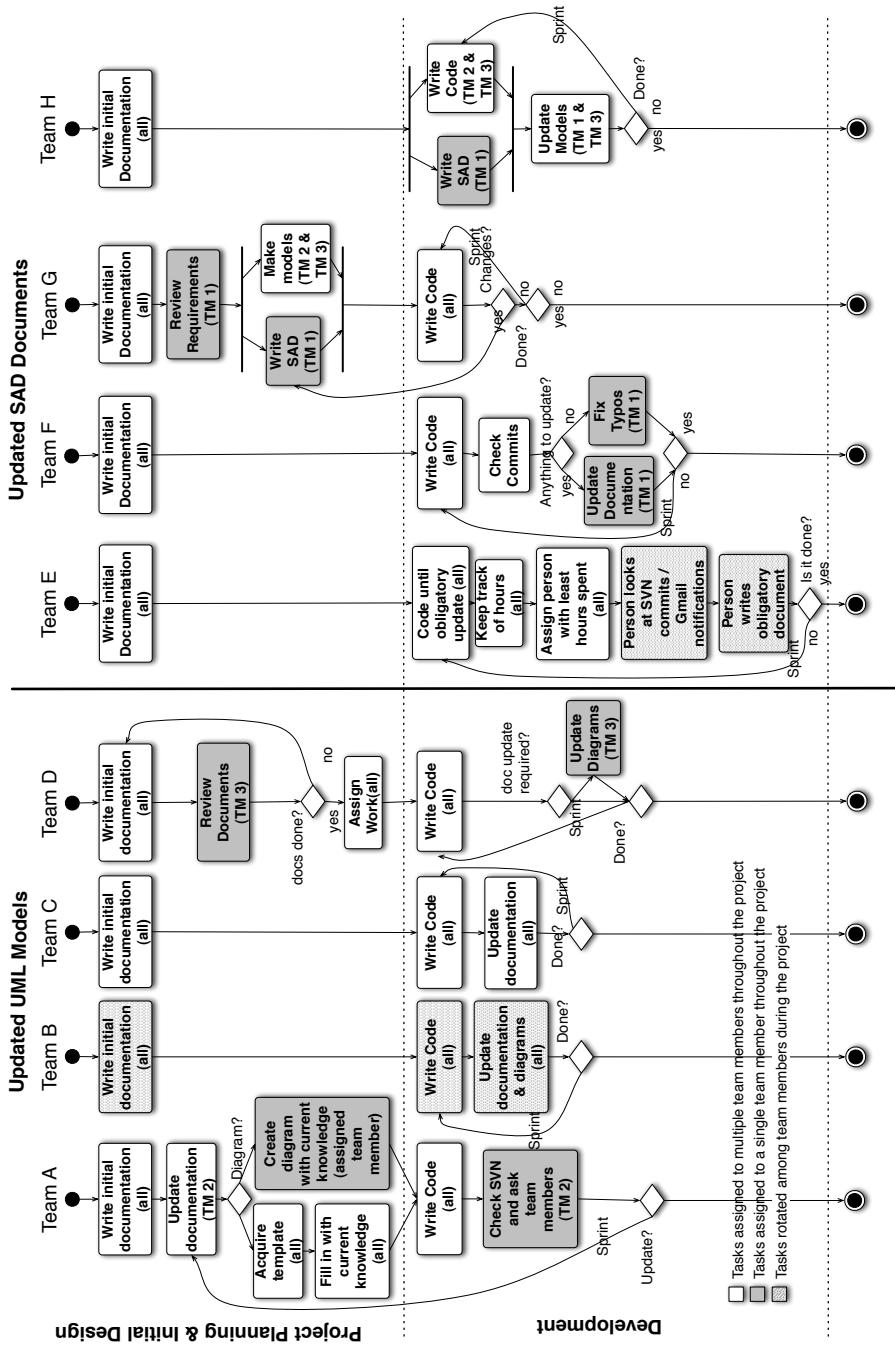 Updated UML Models
Updated SAD Documents
Team A
Team B
Team C
Team D
Team E
Team F
Team G
Team H
Project Planning & Initial Design
Development
Write initial
documentation
(all)
Update
documentation
(TM 2)
Diagram?
Acquire
template
(all)
Fill in with
current
knowledge
(all)
Create
diagram
with current
knowledge
(assigned
team
member)
Write Code
(all)
Check SVN
and ask
team
members
(TM 2)
Sprint
Update?
Write initial
documentation
(all)
Write Code
(all)
Update
documentation
& diagrams
(all)
Sprint
Done?
Write initial
documentation
(all)
Write Code
(all)
Update
documentation
(all)
Done?
Sprint
Write initial
documentation
(all)
Review
Documents
(TM 3)
docs done?
no
yes
Assign
Work(all)
Write Code
(all)
doc update
required?
Update
Diagrams
(TM 3)
Sprint
Done?
Write initial
Documentation
(all)
Code until
obligatory
update (all)
Keep track
of hours
(all)
Assign person
with least
hours spent
(all)
Person looks
at SVN
commits /
Gmail
notifications
Person
writes
obligatory
document
Sprint
no
Is it done?
yes
Write initial
Documentation
(all)
Write Code
(all)
Check
Commits
Anything to update?
yes
no
Update
Docume
ntation
(TM 1)
Fix
Typos
(TM 1)
Sprint
no
yes
Write initial
Documentation
(all)
Review
Requirements
(TM 1)
Write
SAD
(TM 1)
Make
models
(TM 2 &
TM 3)
Write Code
(all)
Sprint
Changes?
yes
no
Done?
yes
no
Write initial
Documentation
(all)
Write
SAD
(TM 1)
Write
Code
(TM 2 &
TM 3)
Update
Models
(TM 1 &
TM 3)
Sprint
Done?
yes
no
Tasks assigned to multiple team members throughout the project
Tasks assigned to a single team member throughout the project
Tasks rotated among team members during the project